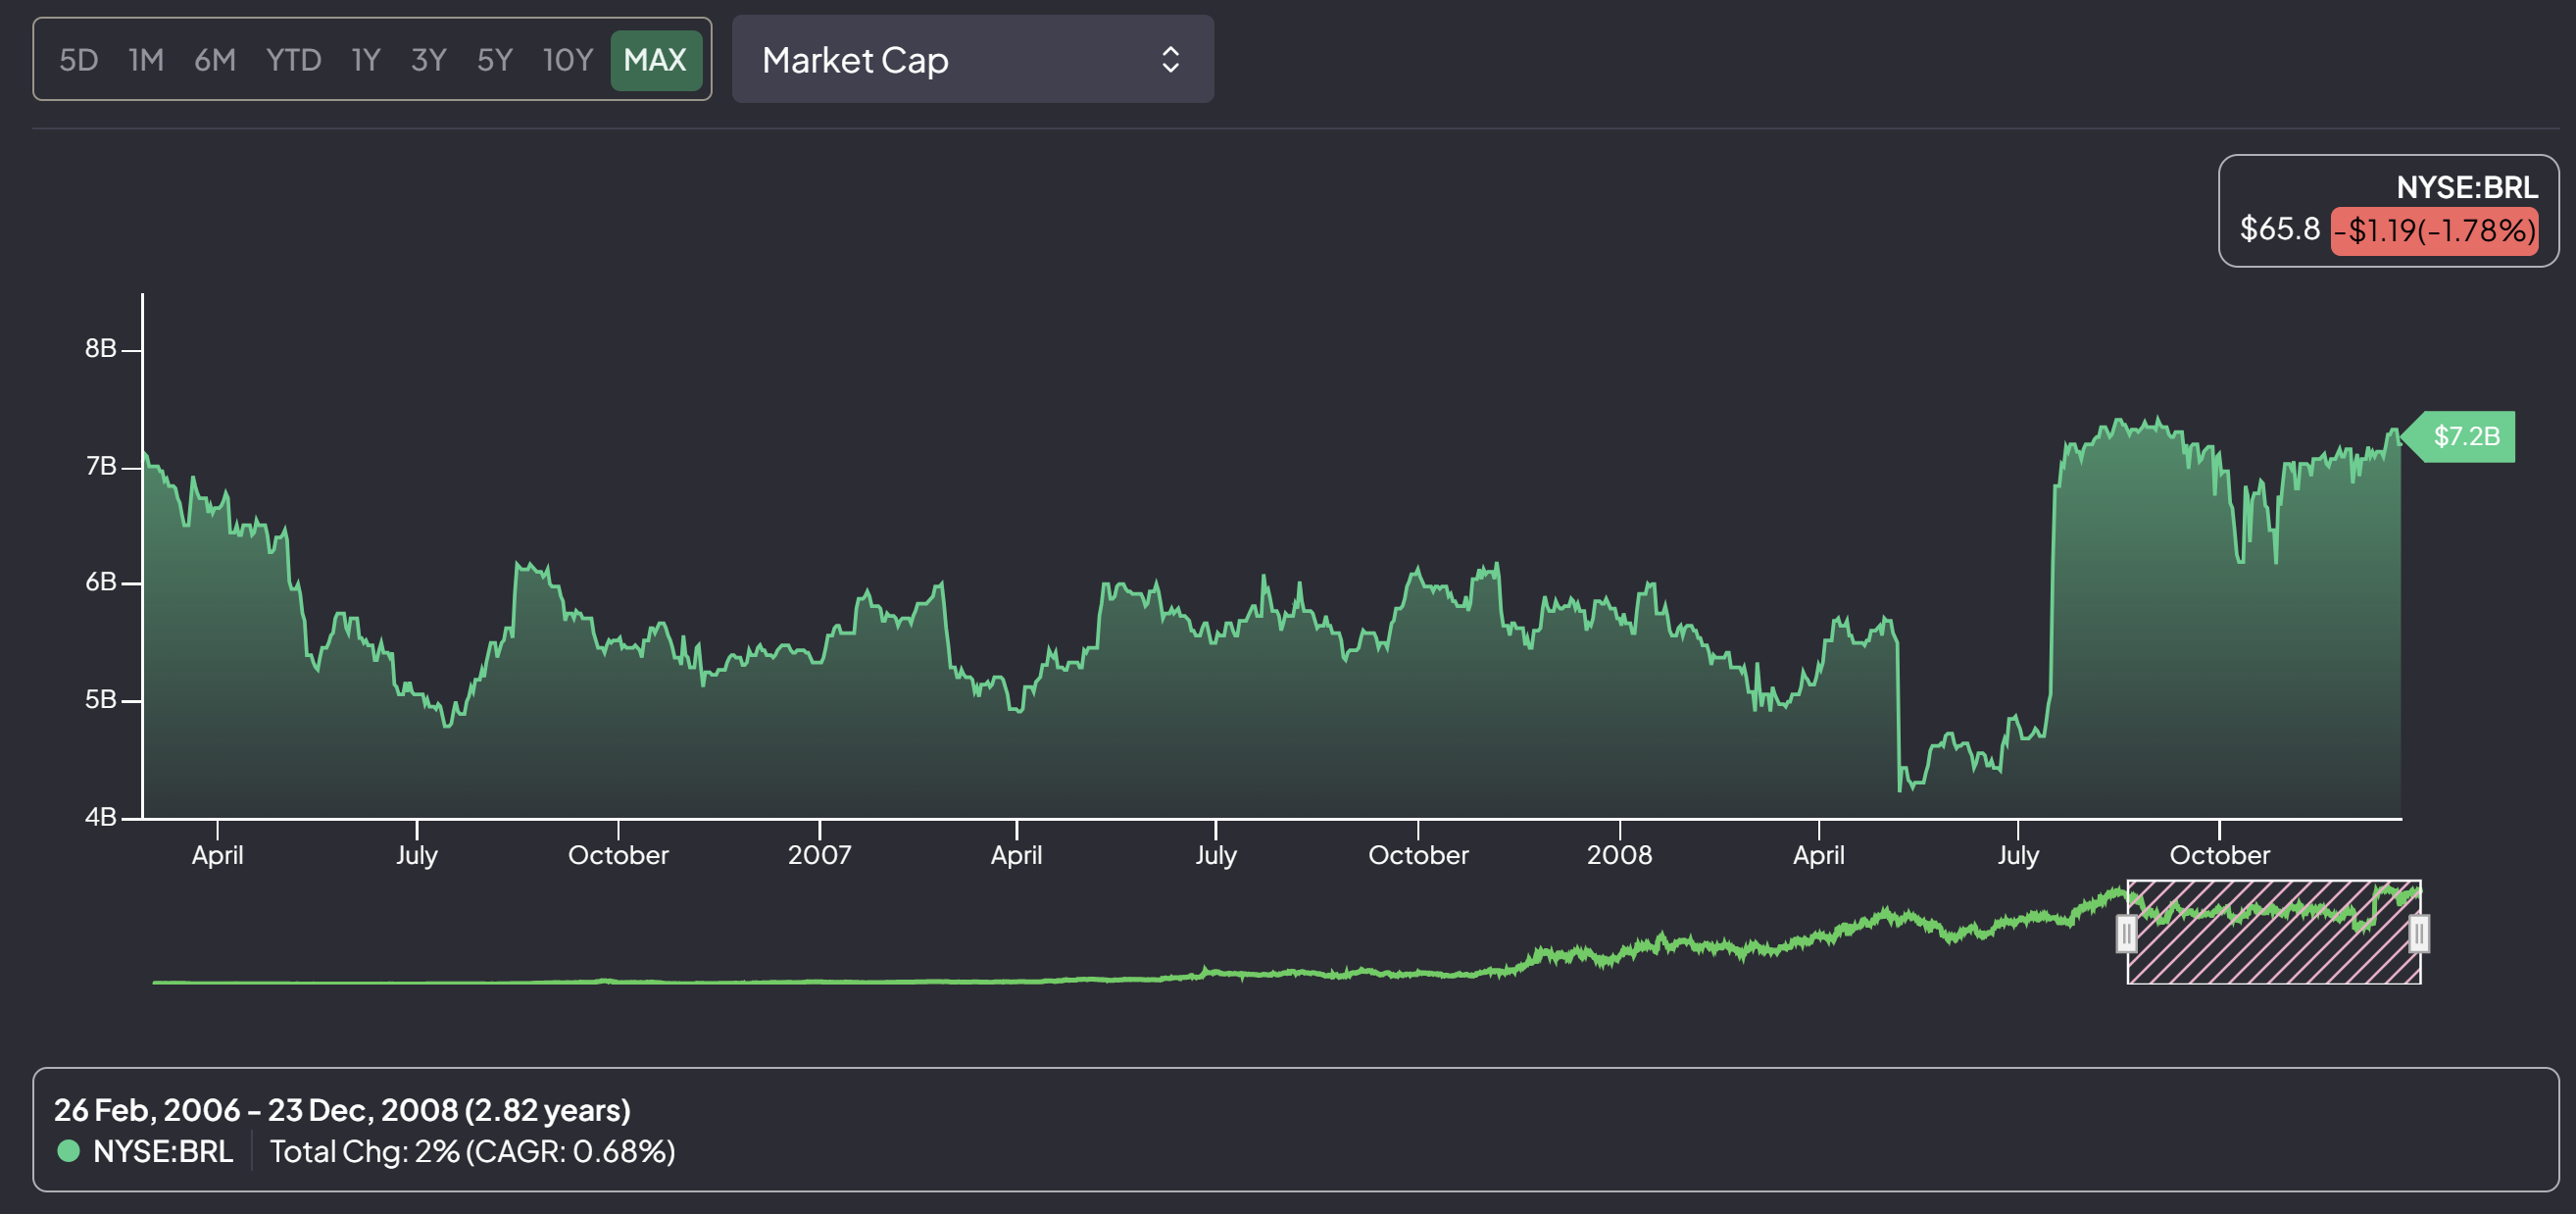 5D 1M 6M YTD 1Y 3Y 5Y 10Y MAX
Market Cap
NYSE:BRL
$65.8 -$1.19(-1.78%)
8B
7B
6B
5B
4B
$7.2B
April July October 2007 April July October 2008 April July October
26 Feb, 2006 - 23 Dec, 2008 (2.82 years)
NYSE:BRL Total Chg: 2% (CAGR: 0.68%)